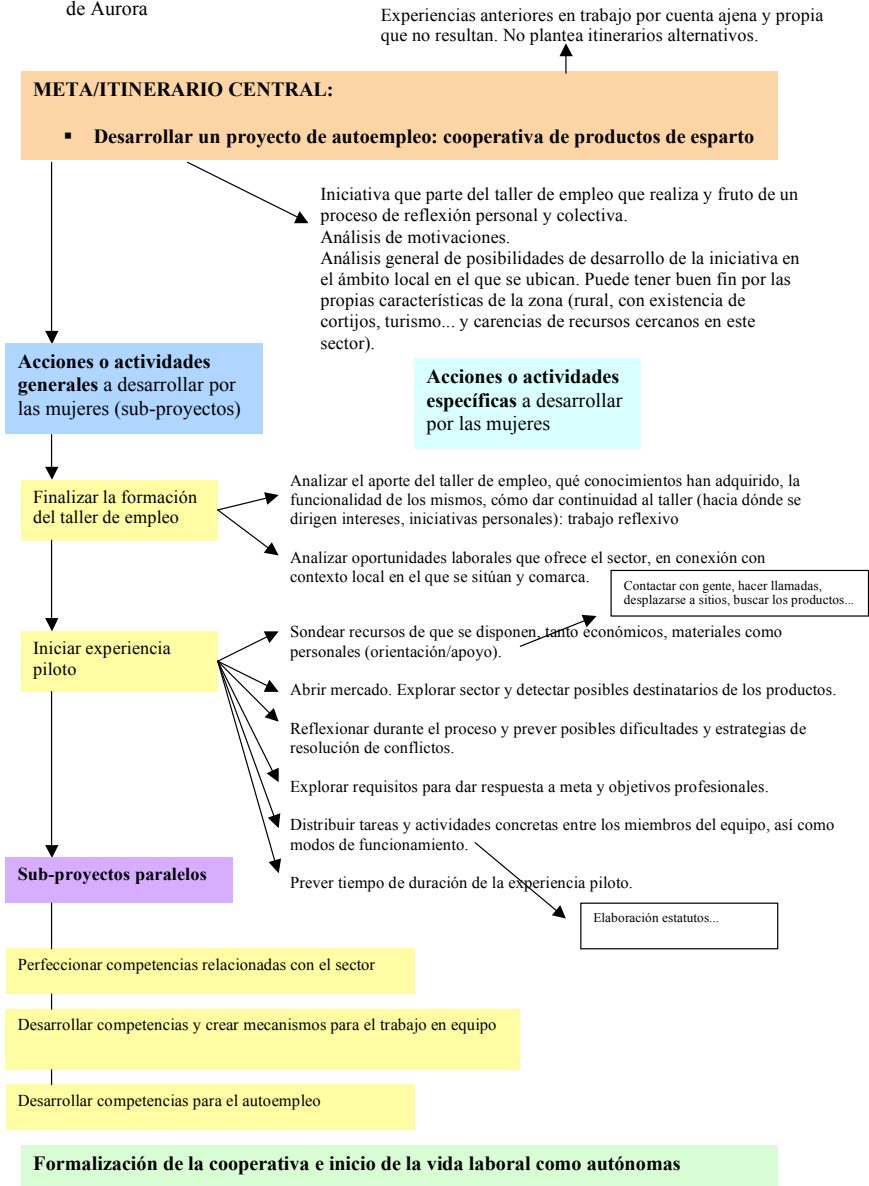 de Aurora
Experiencias anteriores en trabajo por cuenta ajena y propia
que no resultan. No plantea itinerarios alternativos.
META/ITINERARIO CENTRAL:
▪ Desarrollar un proyecto de autoempleo: cooperativa de productos de esparto
Iniciativa que parte del taller de empleo que realiza y fruto de un
proceso de reflexión personal y colectiva.
Análisis de motivaciones.
Análisis general de posibilidades de desarrollo de la iniciativa en
el ámbito local en el que se ubican. Puede tener buen fin por las
propias características de la zona (rural, con existencia de
cortijos, turismo... y carencias de recursos cercanos en este
sector).
Acciones o actividades
generales a desarrollar por
las mujeres (sub-proyectos)
Acciones o actividades
específicas a desarrollar
por las mujeres
Finalizar la formación
del taller de empleo
Analizar el aporte del taller de empleo, qué conocimientos han adquirido, la
funcionalidad de los mismos, cómo dar continuidad al taller (hacia dónde se
dirigen intereses, iniciativas personales): trabajo reflexivo
Analizar oportunidades laborales que ofrece el sector, en conexión con
contexto local en el que se sitúan y comarca.
Contactar con gente, hacer llamadas,
desplazarse a sitios, buscar los productos...
Iniciar experiencia
piloto
Sondear recursos de que se disponen, tanto económicos, materiales como
personales (orientación/apoyo).
Abrir mercado. Explorar sector y detectar posibles destinatarios de los productos.
Reflexionar durante el proceso y prever posibles dificultades y estrategias de
resolución de conflictos.
Explorar requisitos para dar respuesta a meta y objetivos profesionales.
Distribuir tareas y actividades concretas entre los miembros del equipo, así como
modos de funcionamiento.
Prever tiempo de duración de la experiencia piloto.
Elaboración estatutos...
Sub-proyectos paralelos
Perfeccionar competencias relacionadas con el sector
Desarrollar competencias y crear mecanismos para el trabajo en equipo
Desarrollar competencias para el autoempleo
Formalización de la cooperativa e inicio de la vida laboral como autónomas